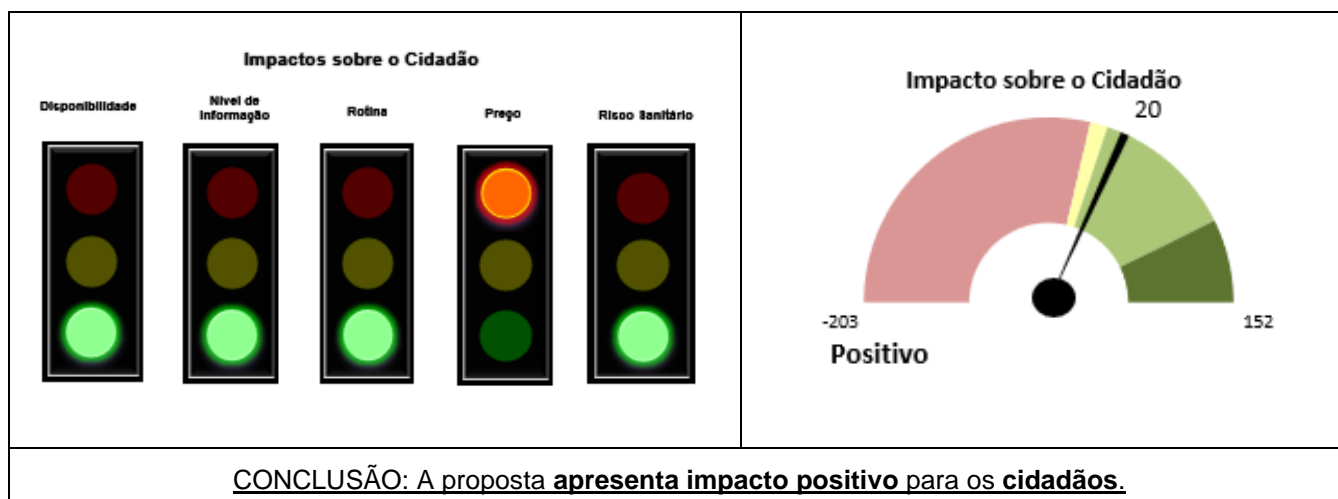 Impactos sobre o Cidadão
Disponibilidade
Nivel de
Informação
Rotina
Preço
Risco Sanitário
Impacto sobre o Cidadão
20
-203
152
Positivo
CONCLUSÃO: A proposta apresenta impacto positivo para os cidadãos.